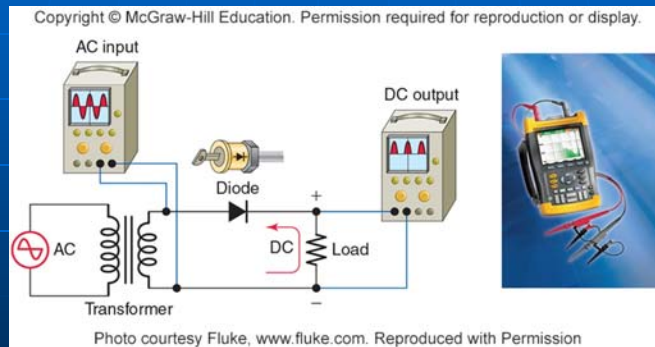 Copyright © McGraw-Hill Education. Permission required for reproduction or display.
AC input
DC output
Diode
+
AC
DC
Load
–
Transformer
Photo courtesy Fluke, www.fluke.com. Reproduced with Permission